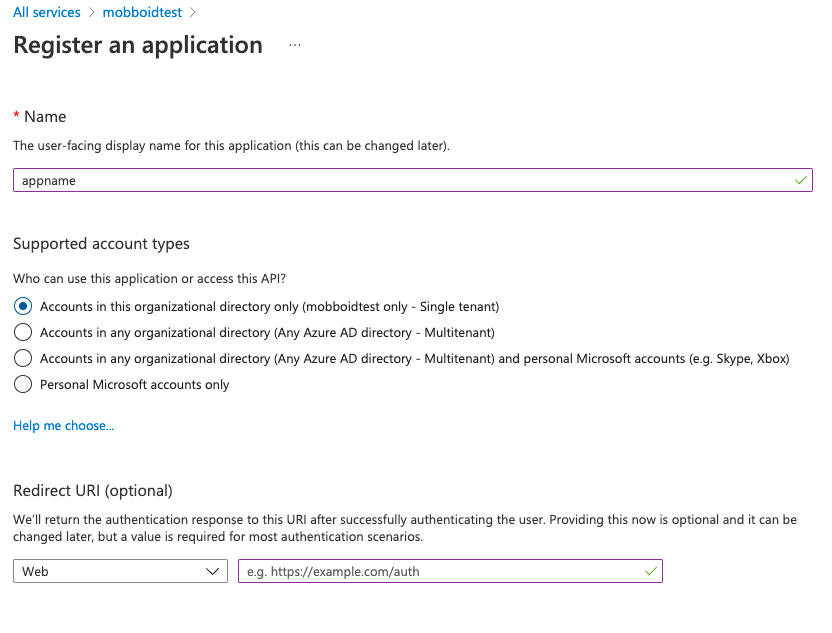 All services > mobboidtest >
Register an application ...
* Name
The user-facing display name for this application (this can be changed later).
appname
Supported account types
Who can use this application or access this API?
Accounts in this organizational directory only (mobboidtest only - Single tenant)
Accounts in any organizational directory (Any Azure AD directory - Multitenant)
Accounts in any organizational directory (Any Azure AD directory - Multitenant) and personal Microsoft accounts (e.g. Skype, Xbox)
Personal Microsoft accounts only
Help me choose...
Redirect URI (optional)
We'll return the authentication response to this URI after successfully authenticating the user. Providing this now is optional and it can be
changed later, but a value is required for most authentication scenarios.
Web e.g. https://example.com/auth